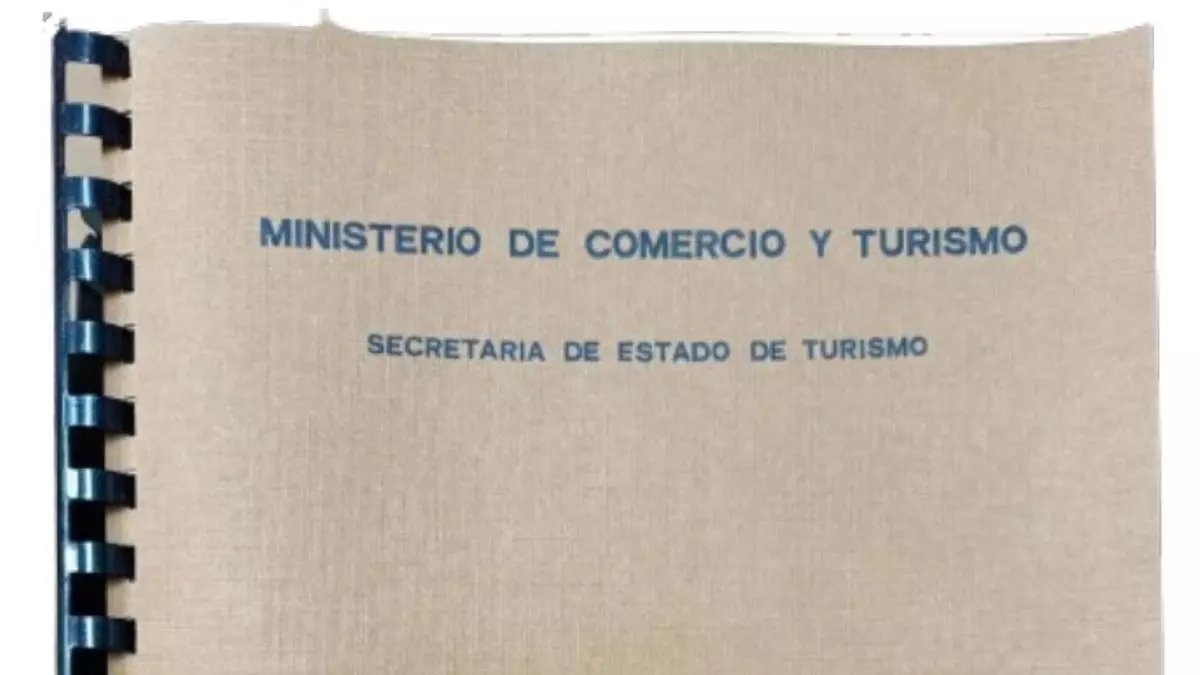 MINISTERIO DE COMERCIO Y TURISMO
SECRETARIA DE ESTADO DE TURISMO